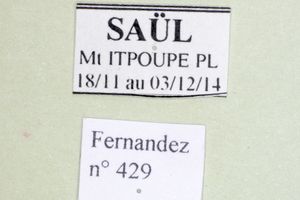 SAÜL
Mt ITPOUPE PL
18/11 au 03/12/14
Fernandez
n° 429